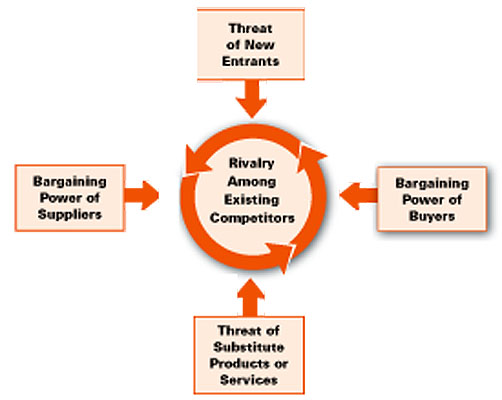 Threat
of New
Entrants
Rivalry
Among
Existing
Competitors
Bargaining
Power of
Suppliers
Bargaining
Power of
Buyers
Threat of
Substitute
Products or
Services